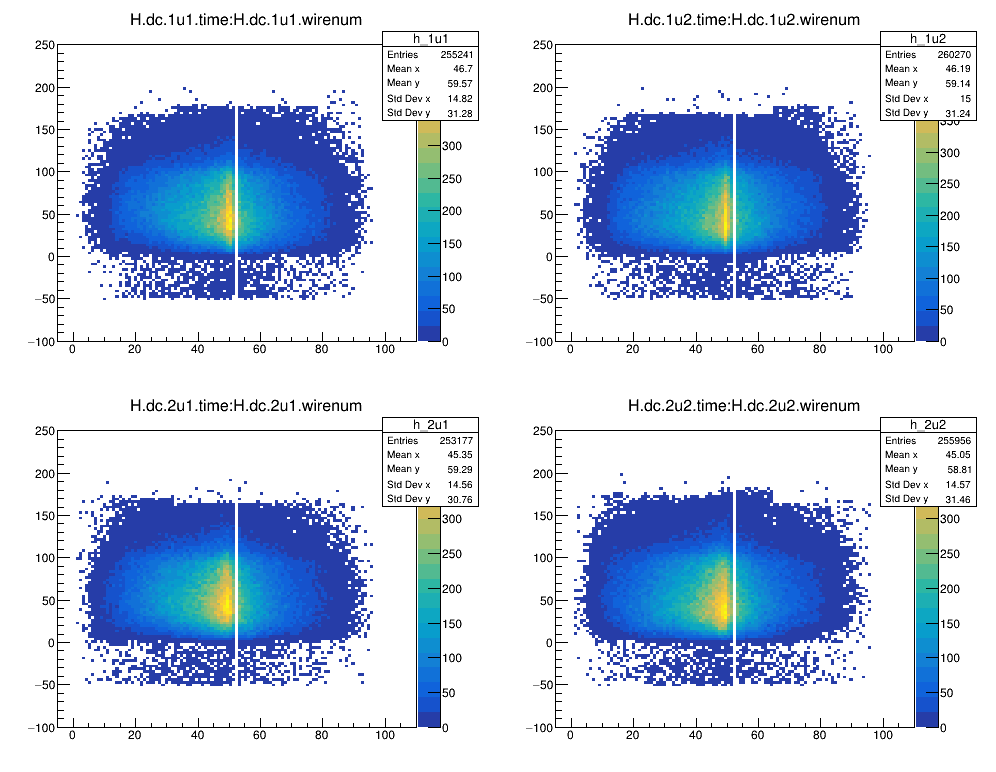 H.dc.1u1.time:H.dc.1u1.wirenum
h_1u1
Entries 255241
Mean x 46.7
Mean y 59.57
Std Dev x 14.82
Std Dev y 31.28
250
200
150
100
50
0
−50
−100
0 20 40 60 80 100
300
250
200
150
100
50
0
H.dc.1u2.time:H.dc.1u2.wirenum
h_1u2
Entries 260270
Mean x 46.19
Mean y 59.14
Std Dev x 15
Std Dev y 31.24
250
200
150
100
50
0
−50
−100
0 20 40 60 80 100
350
300
250
200
150
100
50
0
H.dc.2u1.time:H.dc.2u1.wirenum
h_2u1
Entries 253177
Mean x 45.35
Mean y 59.29
Std Dev x 14.56
Std Dev y 30.76
250
200
150
100
50
0
−50
−100
0 20 40 60 80 100
300
250
200
150
100
50
0
H.dc.2u2.time:H.dc.2u2.wirenum
h_2u2
Entries 255956
Mean x 45.05
Mean y 58.81
Std Dev x 14.57
Std Dev y 31.46
250
200
150
100
50
0
−50
−100
0 20 40 60 80 100
300
250
200
150
100
50
0